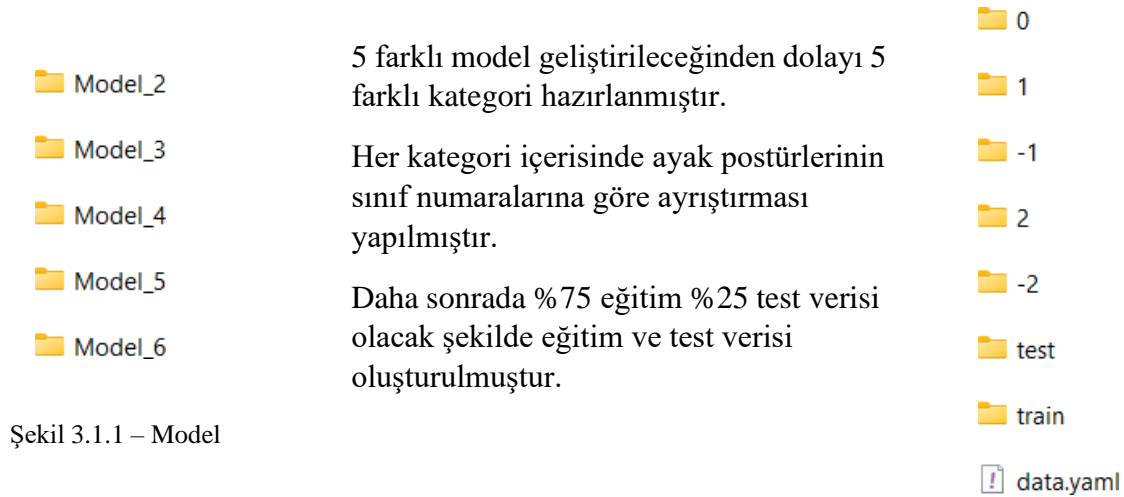 Model_2
Model_3
Model_4
Model_5
Model_6
Şekil 3.1.1 – Model
5 farklı model geliştirileceğinden dolayı 5
farklı kategori hazırlanmıştır.
Her kategori içerisinde ayak postürlerinin
sınıf numaralarına göre ayrıştırması
yapılmıştır.
Daha sonrada %75 eğitim %25 test verisi
olacak şekilde eğitim ve test verisi
oluşturulmuştur.
0
1
-1
2
-2
test
train
data.yaml